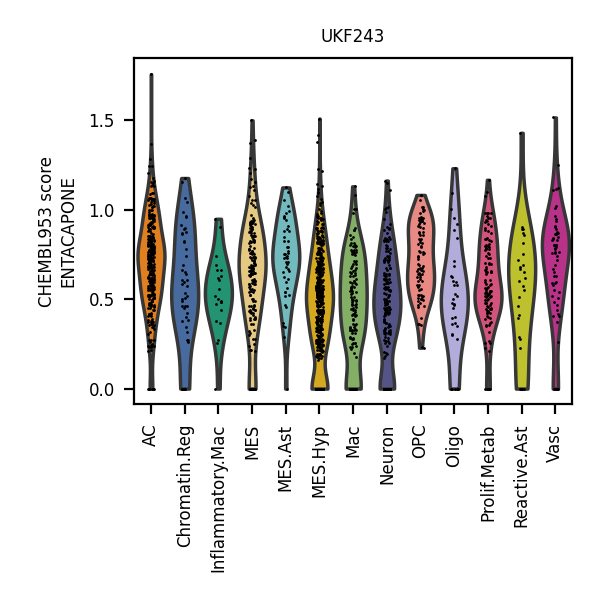 UKF243
CHEMBL953 score
ENTACAPONE
1.5
1.0
0.5
0.0
AC
Chromatin.Reg
Inflammatory.Mac
MES
MES.Ast
MES.Hyp
Mac
Neuron
OPC
Oligo
Prolif.Metab
Reactive.Ast
Vasc